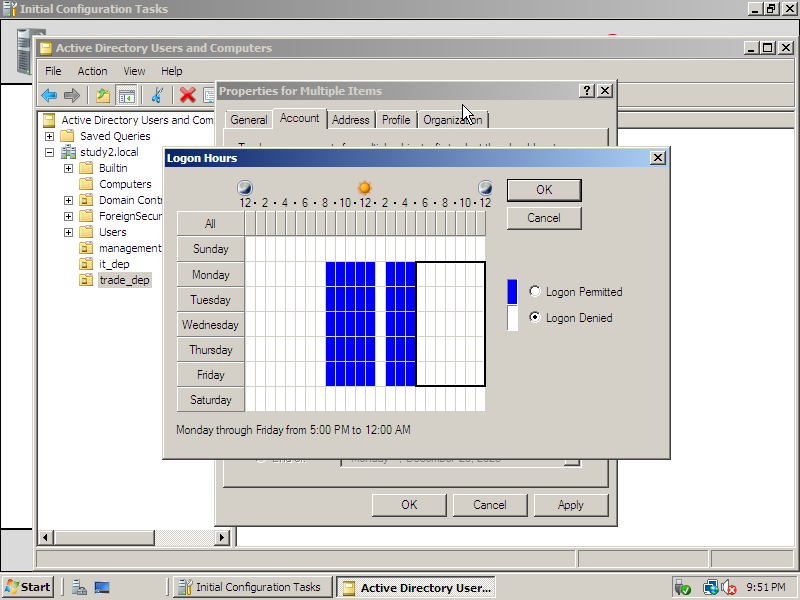 Initial Configuration Tasks
Active Directory Users and Computers
File Action View Help
Properties for Multiple Items
General Account Address Profile Organization
Active Directory Users and Com
Saved Queries
study2.local
Builtin
Computers
Domain Contr
ForeignSecur
Users
management
it_dep
trade_dep
Logon Hours
12 · 2 · 4 · 6 · 8 · 10 · 12 · 2 · 4 · 6 · 8 · 10 · 12
All
Sunday
Monday
Tuesday
Wednesday
Thursday
Friday
Saturday
OK
Cancel
Logon Permitted
Logon Denied
Monday through Friday from 5:00 PM to 12:00 AM
OK Cancel Apply
Start Initial Configuration Tasks Active Directory User... 9:51 PM